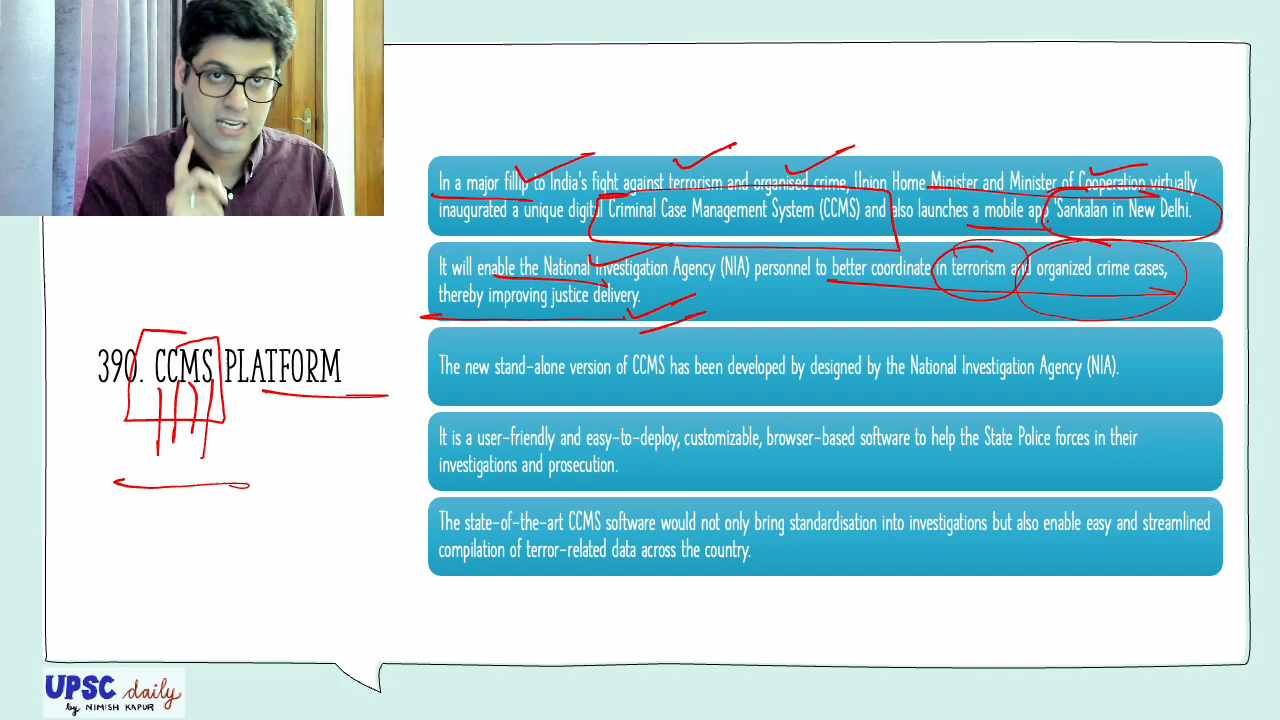 In a major fillip to India's fight against terrorism and organised crime, Union Home Minister and Minister of Cooperation virtually
inaugurated a unique digital Criminal Case Management System (CCMS) and also launches a mobile app 'Sankalan in New Delhi.
It will enable the National Investigation Agency (NIA) personnel to better coordinate in terrorism and organized crime cases,
thereby improving justice delivery.
390. CCMS PLATFORM
The new stand-alone version of CCMS has been developed by designed by the National Investigation Agency (NIA).
It is a user-friendly and easy-to-deploy, customizable, browser-based software to help the State Police forces in their
investigations and prosecution.
The state-of-the-art CCMS software would not only bring standardisation into investigations but also enable easy and streamlined
compilation of terror-related data across the country.
UPSC daily
by NIMISH KAPUR